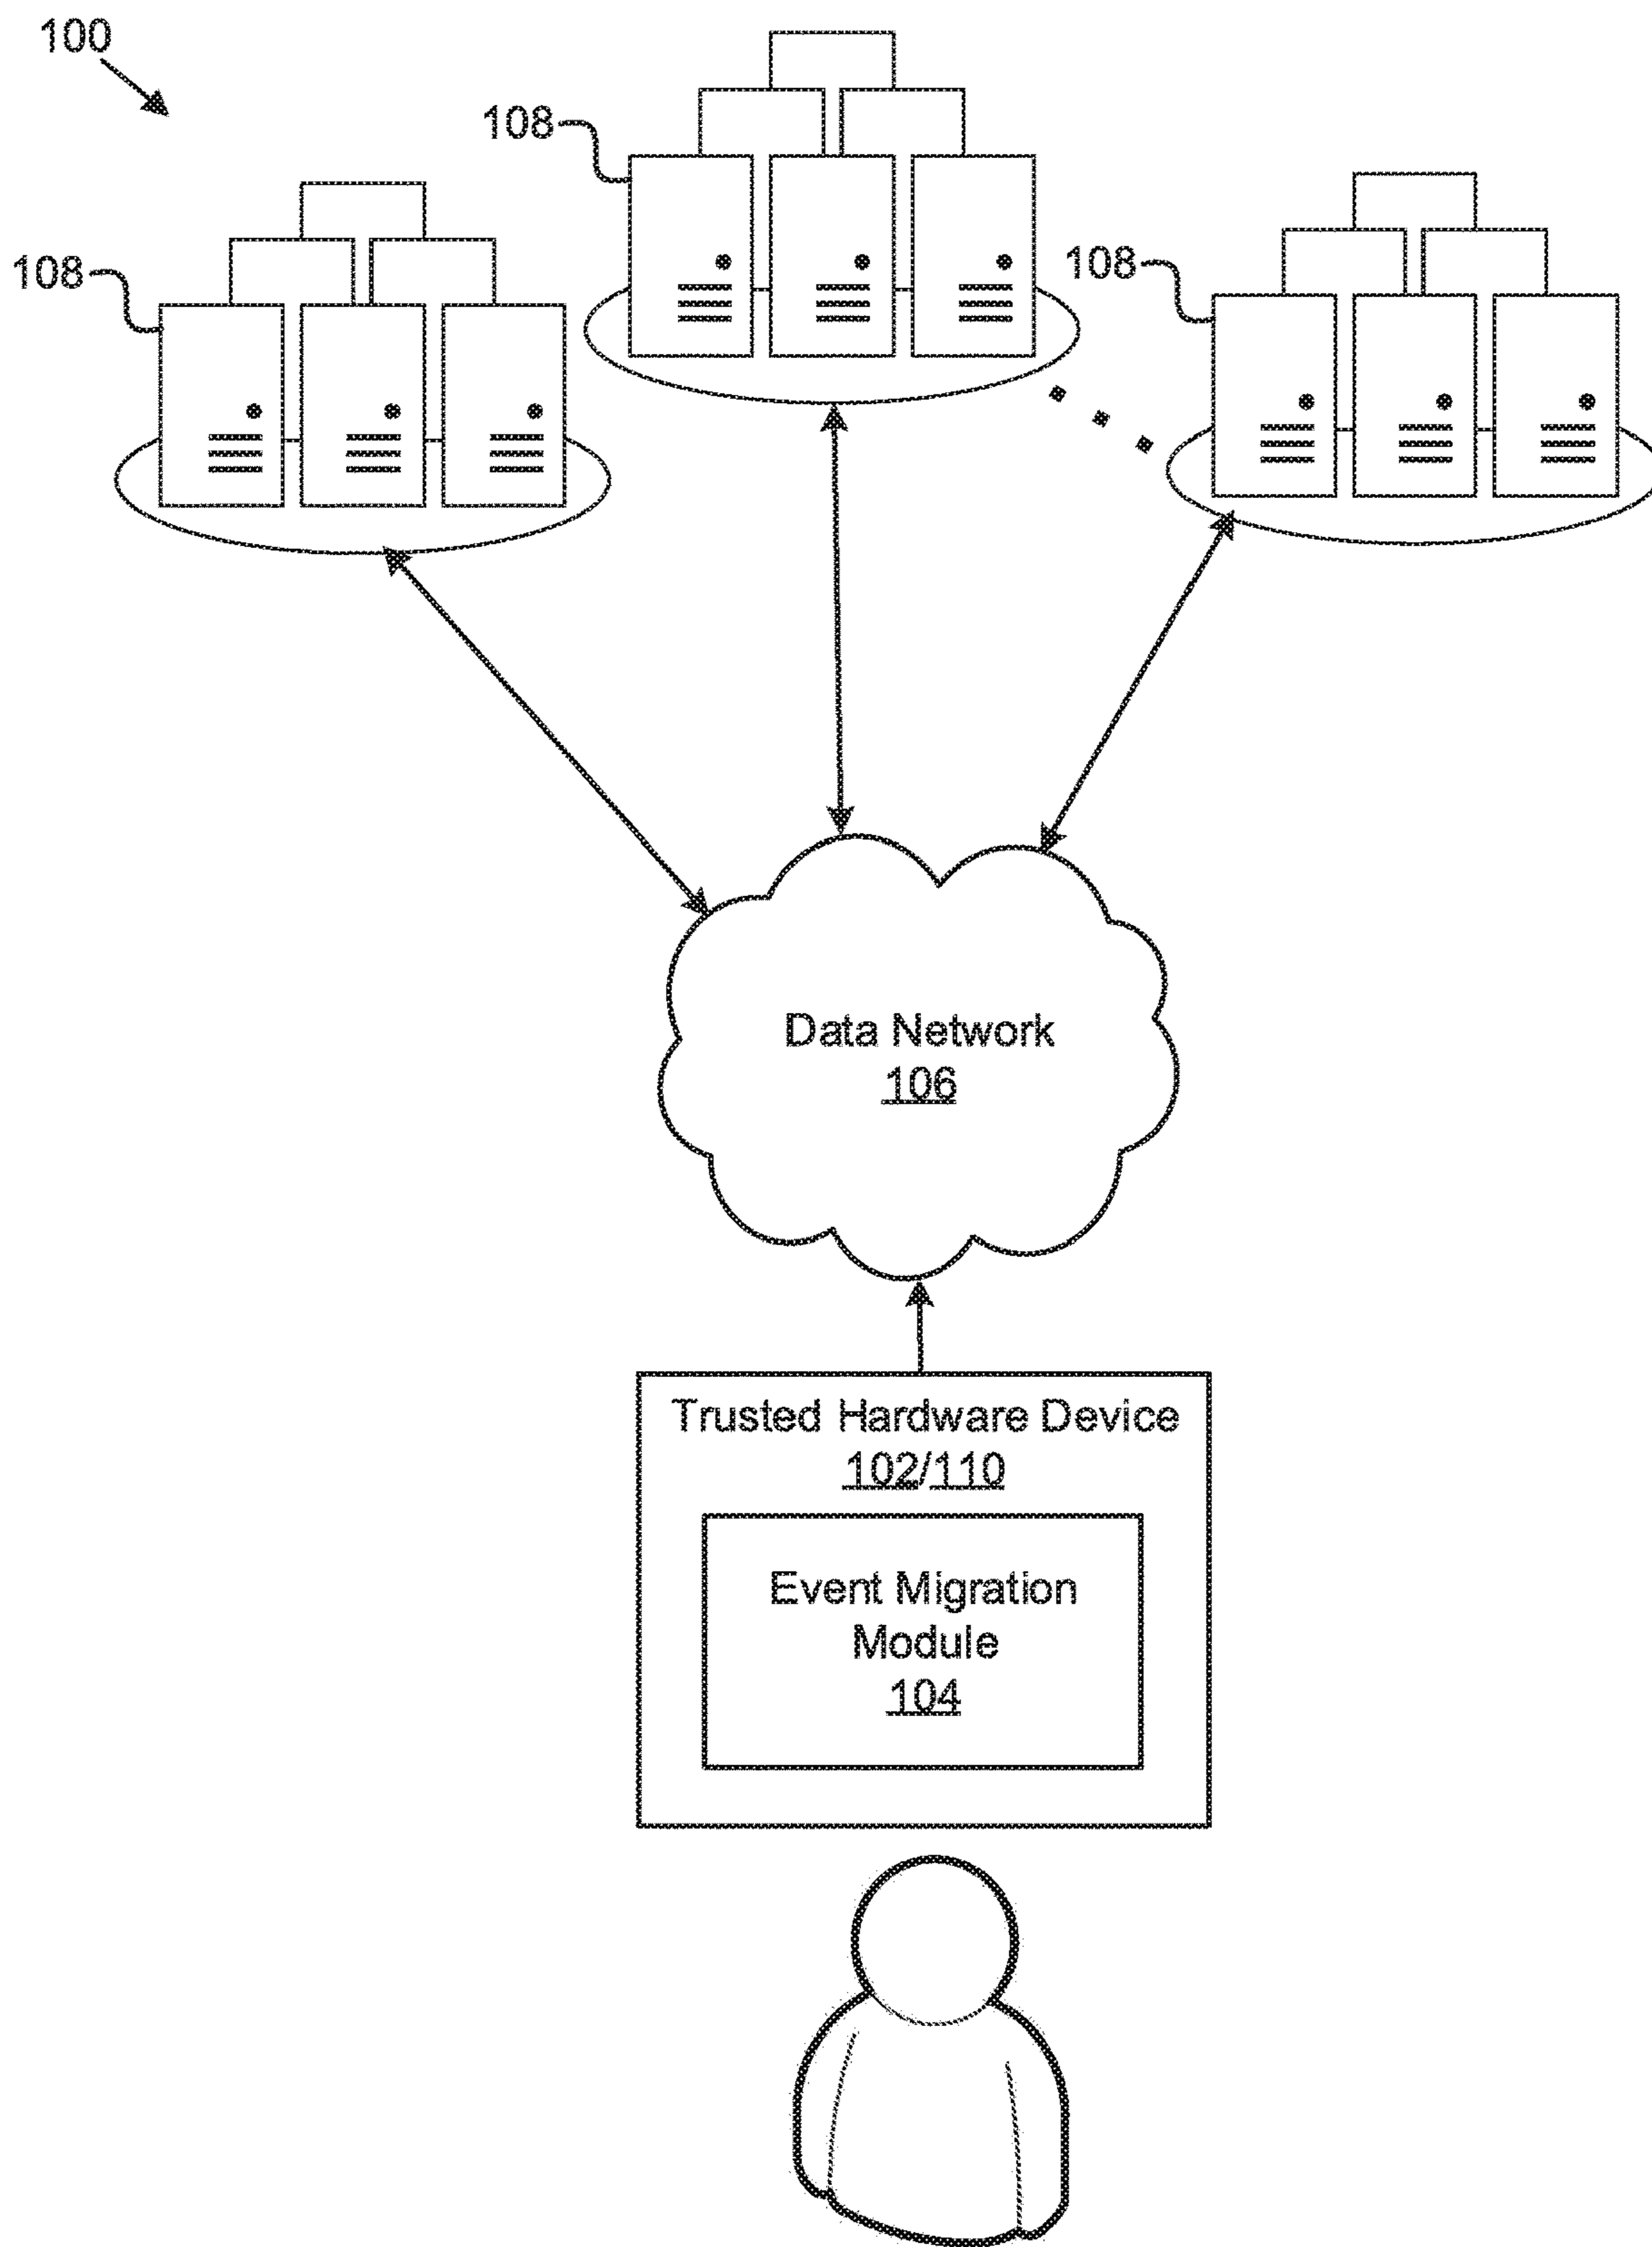 100
108
108
108
Data Network
106
Trusted Hardware Device
102/110
Event Migration
Module
104